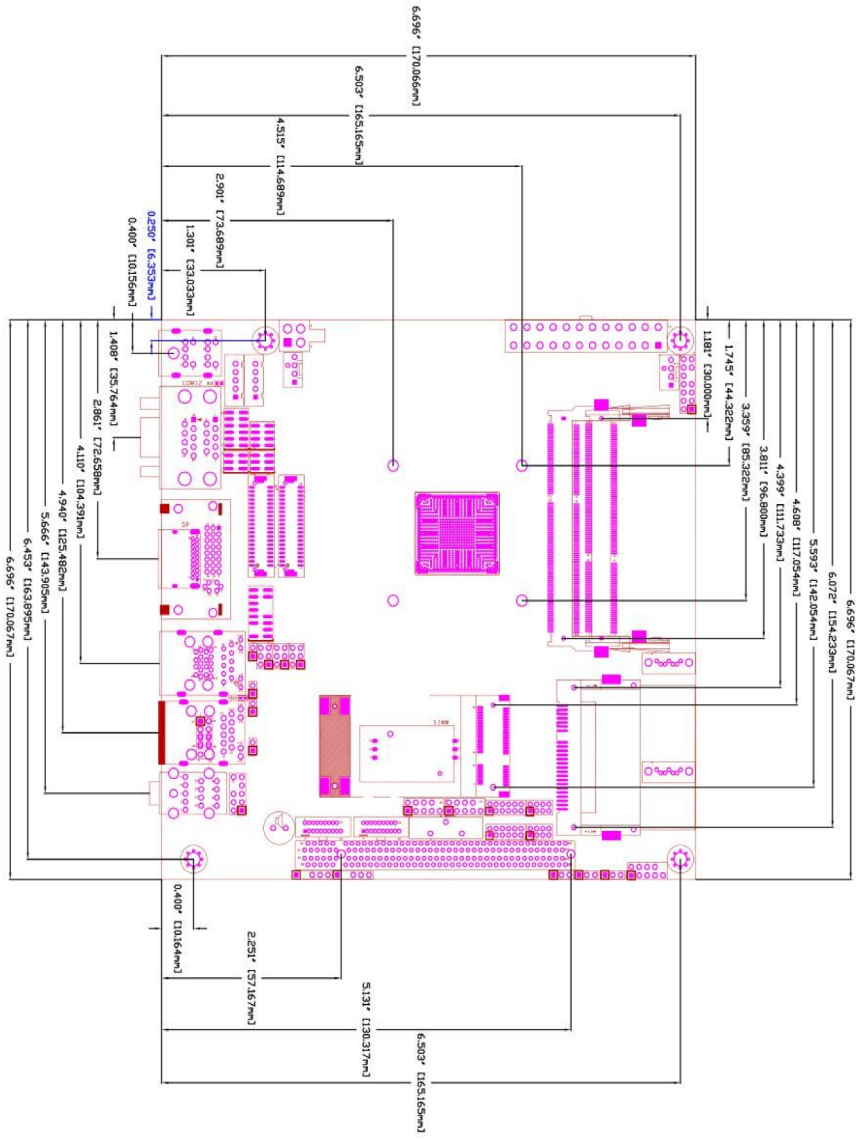 6.696" [170.066mm]
6.503" [165.165mm]
4.515" [114.689mm]
2.901" [73.689mm]
1.301" [33.033mm]
0.250" [6.353mm]
0.400" [10.156mm]
1.408" [35.764mm]
2.861" [72.658mm]
4.110" [104.391mm]
4.940" [125.482mm]
5.666" [143.905mm]
6.453" [163.895mm]
6.696" [170.067mm]
1.181" [30.000mm]
1.745" [44.322mm]
3.359" [85.322mm]
3.811" [96.800mm]
4.399" [111.733mm]
4.608" [117.054mm]
5.593" [142.054mm]
6.072" [154.233mm]
6.696" [170.067mm]
COM12
DP
SIMM
0.400" [10.164mm]
2.251" [57.167mm]
5.131" [130.317mm]
6.503" [165.165mm]